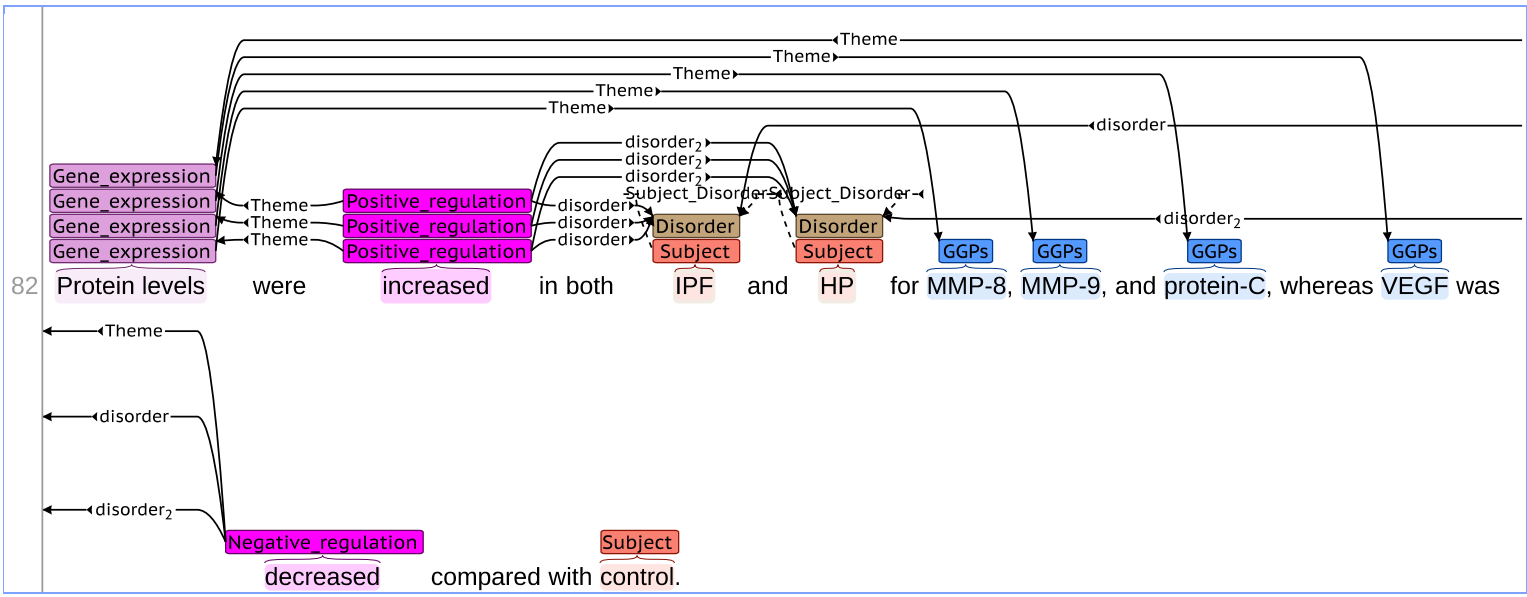 Theme
Theme
Theme
Theme
Theme
disorder
disorder2
disorder2
disorder2
Gene_expression
Subject_Disorder Subject_Disorder
Gene_expression Theme Positive_regulation disorder
Gene_expression Theme Positive_regulation disorder Disorder Disorder disorder2
Gene_expression Theme Positive_regulation disorder Subject Subject GGPs GGPs GGPs GGPs
82 Protein levels were increased in both IPF and HP for MMP-8, MMP-9, and protein-C, whereas VEGF was
Theme
disorder
disorder2
Negative_regulation Subject
decreased compared with control.